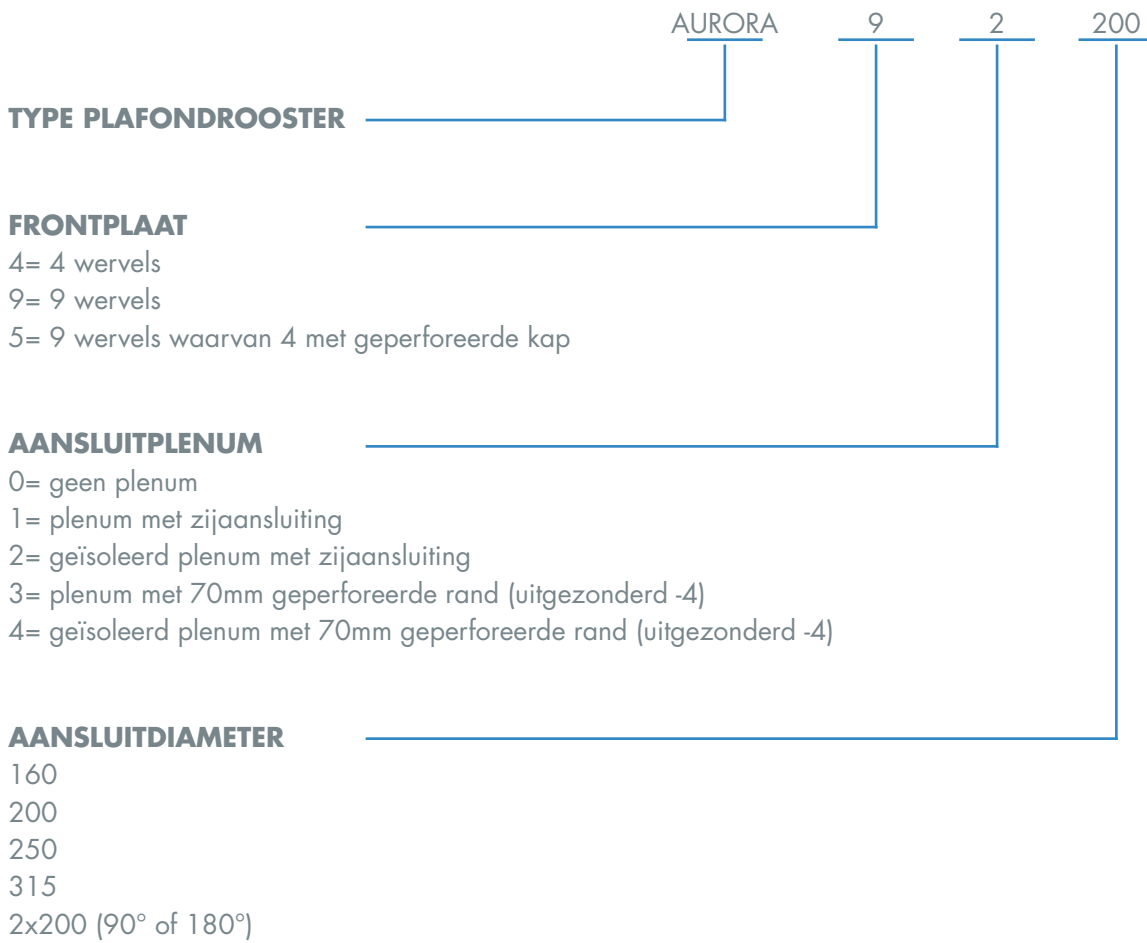 AURORA 9 2 200
TYPE PLAFONDROOSTER
FRONTPLAAT
4= 4 wervels
9= 9 wervels
5= 9 wervels waarvan 4 met geperforeerde kap
AANSLUITPLENUM
0= geen plenum
1= plenum met zijaansluiting
2= geïsoleerd plenum met zijaansluiting
3= plenum met 70mm geperforeerde rand (uitgezonderd -4)
4= geïsoleerd plenum met 70mm geperforeerde rand (uitgezonderd -4)
AANSLUITDIAMETER
160
200
250
315
2x200 (90° of 180°)